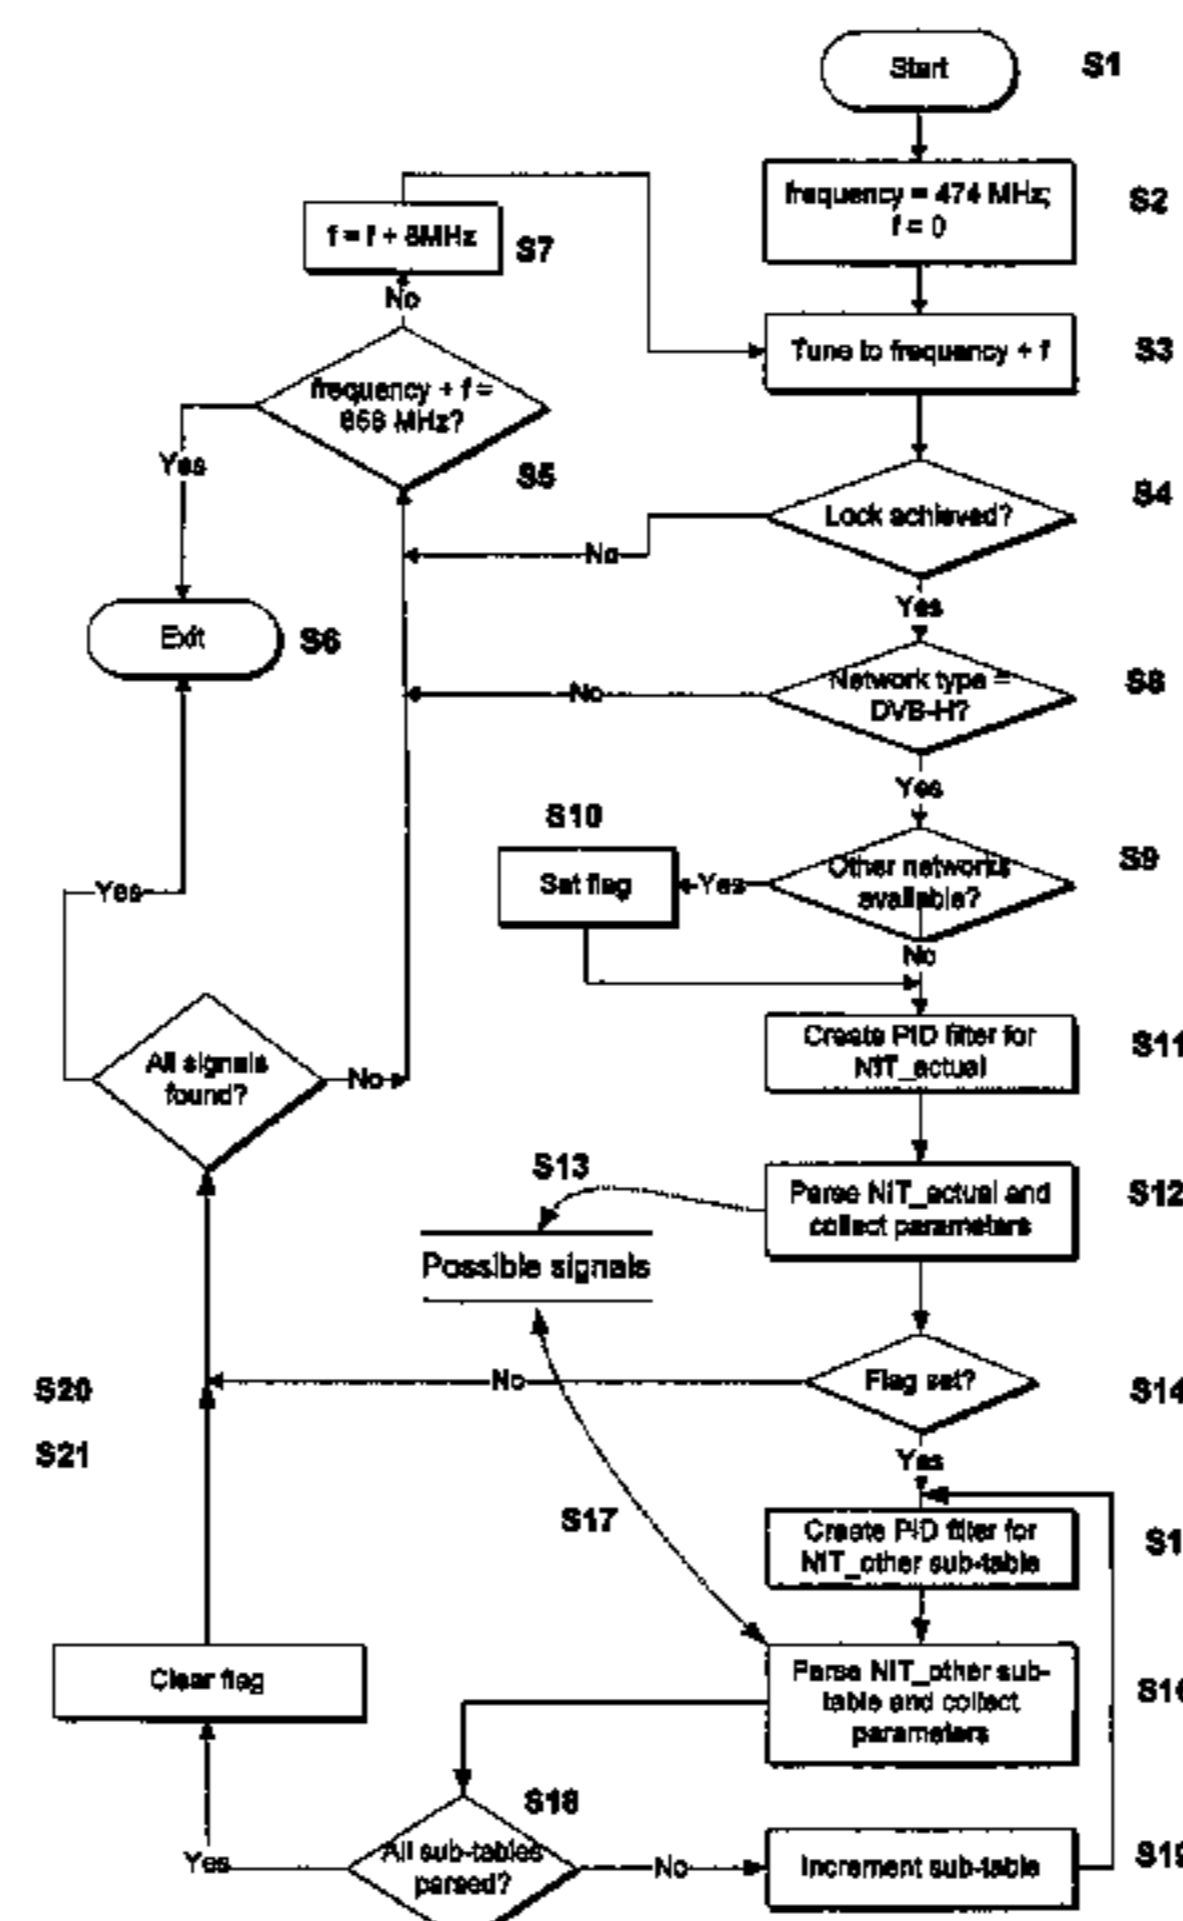 Start
S1
frequency = 474 MHz;
f = 0
S2
f = f + 8MHz
S7
No
Tune to frequency + f
S3
frequency + f =
858 MHz?
S5
Yes
Lock achieved?
S4
No
Yes
Exit
S6
Network type =
DVB-H?
S8
No
Yes
S10
Set flag
Yes
Other networks
available?
S9
No
Yes
Create PID filter for
NIT_actual
S11
All signals
found?
No
S13
Parse NIT_actual and
collect parameters
S12
Possible signals
Flag set?
S14
No
S20
S21
Yes
S17
Create PID filter for
NIT_other sub-table
S1
Clear flag
Parse NIT_other sub-
table and collect
parameters
S16
S18
All sub-tables
parsed?
Yes
No
Increment sub-table
S19